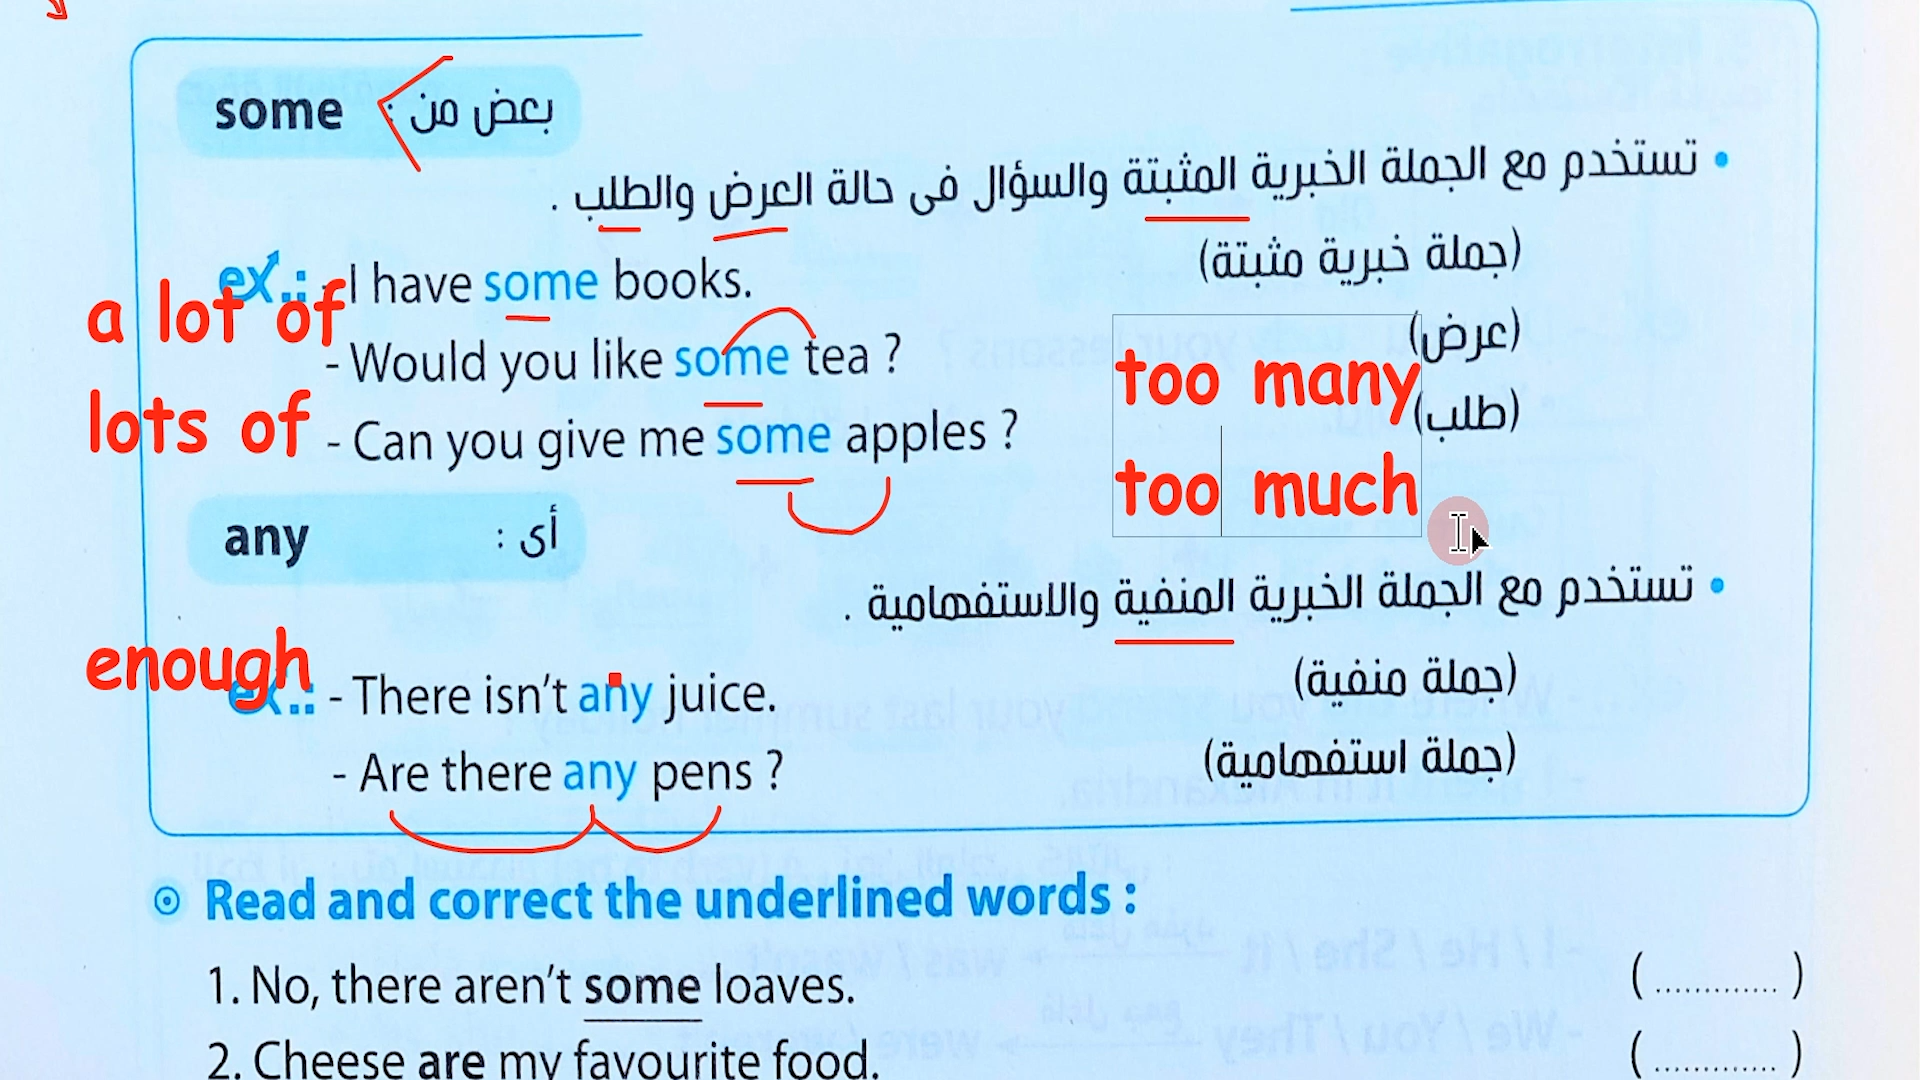 some : بعض من
• تستخدم مع الجملة الخبرية المثبتة والسؤال فى حالة العرض والطلب .
ex.: - I have some books. (جملة خبرية مثبتة)
a lot of
- Would you like some tea ? (عرض)
too many
lots of
- Can you give me some apples ? (طلب)
too much
any : أى
• تستخدم مع الجملة الخبرية المنفية والاستفهامية .
enough
ex.: - There isn't any juice. (جملة منفية)
- Are there any pens ? (جملة استفهامية)
Read and correct the underlined words :
1. No, there aren't some loaves. (.............)
2. Cheese are my favourite food. (.............)